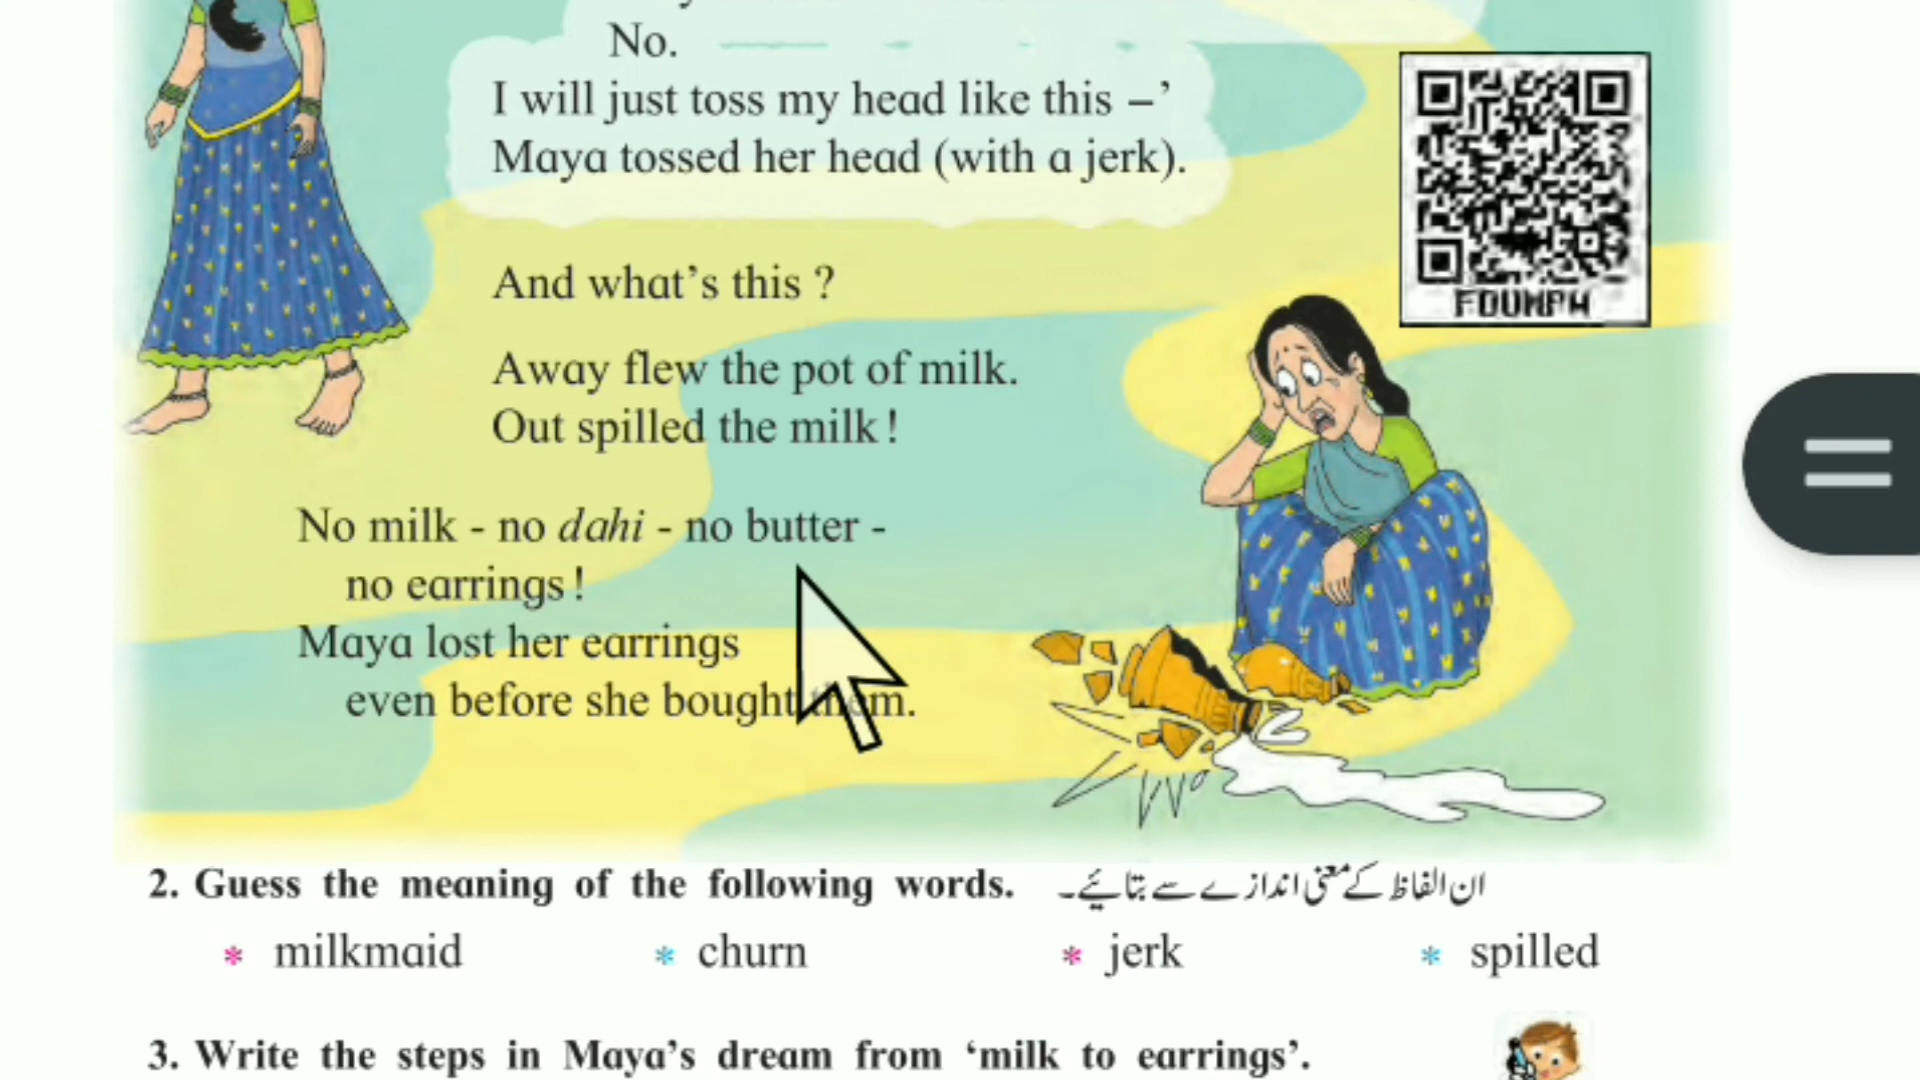 No.
I will just toss my head like this – ’
Maya tossed her head (with a jerk).
And what’s this ?
Away flew the pot of milk.
Out spilled the milk !
No milk - no dahi - no butter -
no earrings !
Maya lost her earrings
even before she bought them.
2. Guess the meaning of the following words. ان الفاظ کے معنی اندازے سے بتائیے۔
* milkmaid * churn * jerk * spilled
3. Write the steps in Maya’s dream from ‘milk to earrings’.